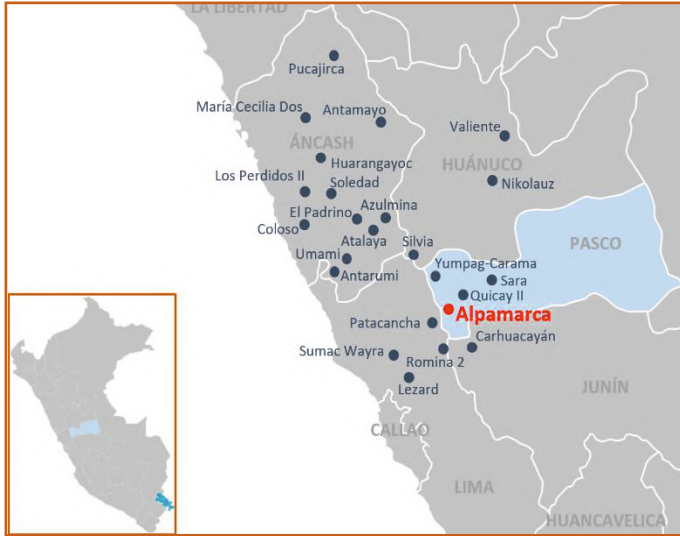 LA LIBERTAD
Pucajirca
María Cecilia Dos
Antamayo
Valiente
ÁNCASH
HUÁNUCO
Huarangayoc
Los Perdidos II
Soledad
Nikolauz
El Padrino
Azulmina
Coloso
Atalaya
Silvia
PASCO
Umami
Yumpag-Carama
Antarumi
Sara
Quicay II
Alpamarca
Patacancha
Carhuacayán
Sumac Wayra
Romina 2
Lezard
JUNÍN
CALLAO
LIMA
HUANCAVELICA